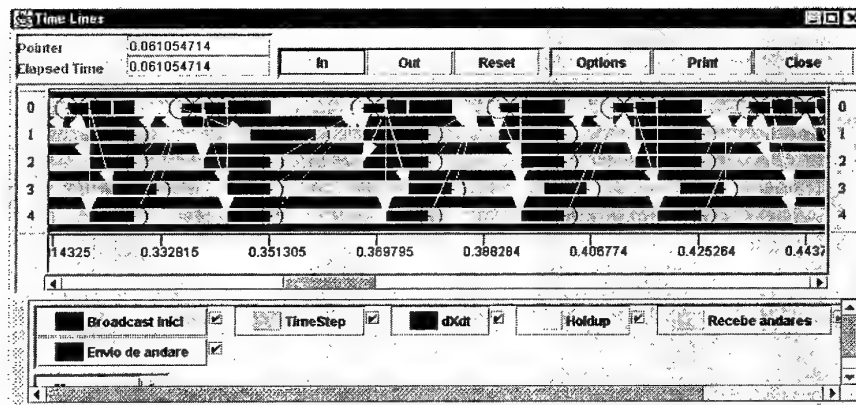 Time Lines
Pointer 0.061054714
Elapsed Time 0.061054714
In Out Reset Options Print Close
0 0
1 1
2 2
3 3
4 4
14325 0.332815 0.351305 0.369795 0.388284 0.406774 0.425264 0.4437
Broadcast inici TimeStep dXdt Holdup Recebe andares
Envio de andare